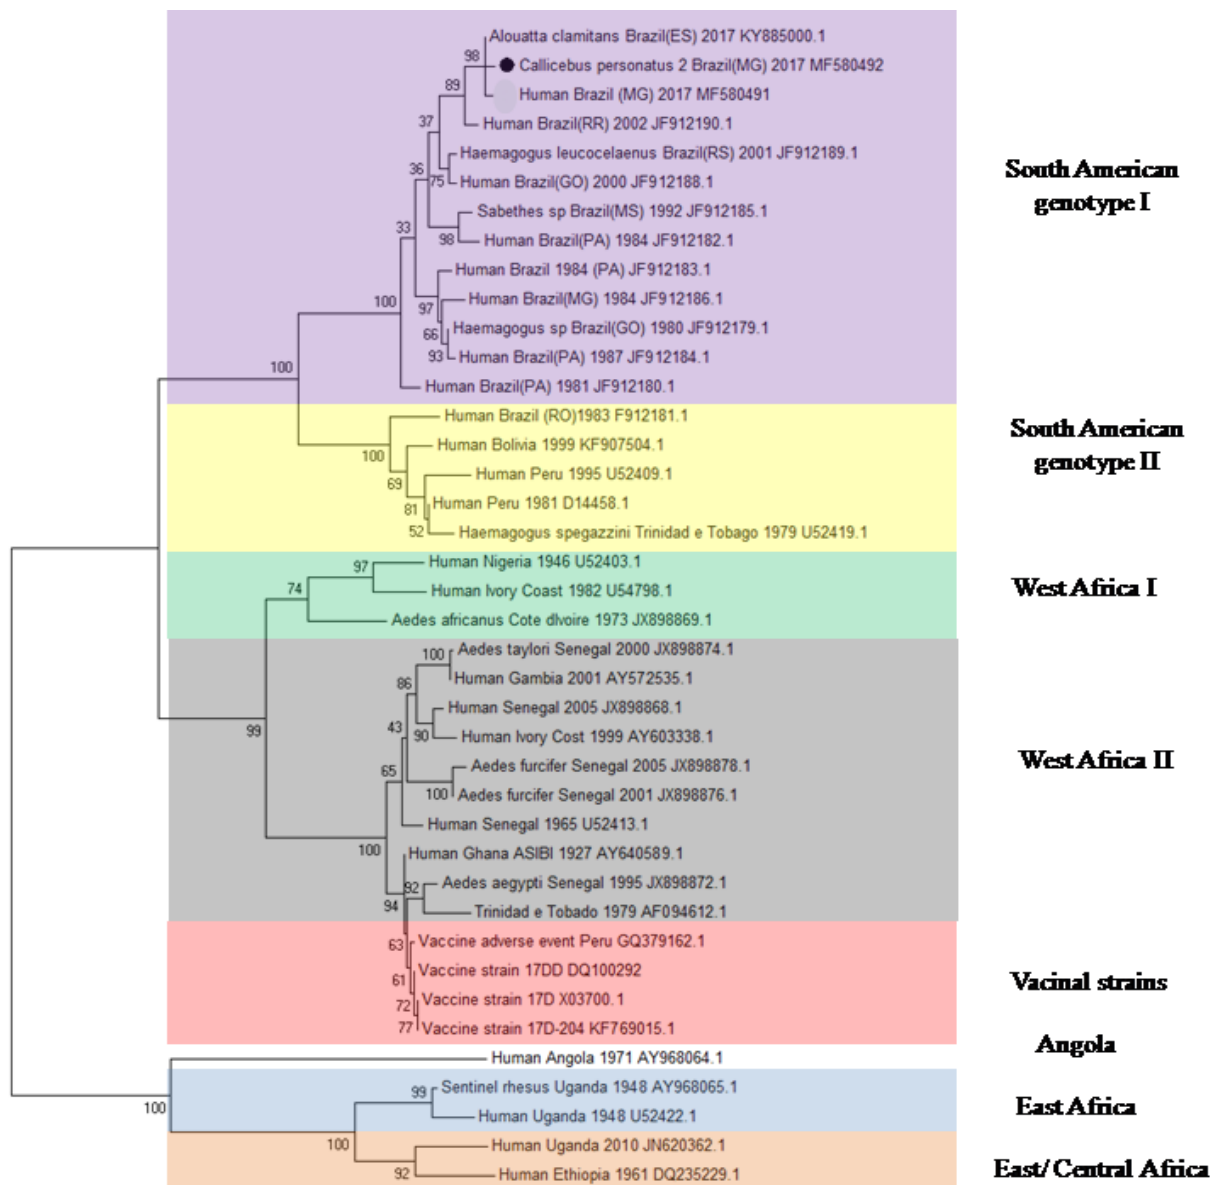 Alouatta clamitans Brazil(ES) 2017 KY885000.1
98
Callicebus personatus 2 Brazil(MG) 2017 MF580492
89
Human Brazil (MG) 2017 MF580491
37
Human Brazil(RR) 2002 JF912190.1
Haemagogus leucocelaenus Brazil(RS) 2001 JF912189.1
36
75
Human Brazil(GO) 2000 JF912188.1
South American
genotype I
Sabethes sp Brazil(MS) 1992 JF912185.1
33
98
Human Brazil(PA) 1984 JF912182.1
Human Brazil 1984 (PA) JF912183.1
100
97
Human Brazil(MG) 1984 JF912186.1
66
Haemagogus sp Brazil(GO) 1980 JF912179.1
93
Human Brazil(PA) 1987 JF912184.1
100
Human Brazil(PA) 1981 JF912180.1
Human Brazil (RO)1983 F912181.1
South American
genotype II
100
Human Bolivia 1999 KF907504.1
69
Human Peru 1995 U52409.1
81
Human Peru 1981 D14458.1
52
Haemagogus spegazzini Trinidad e Tobago 1979 U52419.1
97
Human Nigeria 1946 U52403.1
74
Human Ivory Coast 1982 U54798.1
West Africa I
Aedes africanus Cote dIvoire 1973 JX898869.1
100
Aedes taylori Senegal 2000 JX898874.1
86
Human Gambia 2001 AY572535.1
Human Senegal 2005 JX898868.1
99
43
90
Human Ivory Cost 1999 AY603338.1
65
Aedes furcifer Senegal 2005 JX898878.1
West Africa II
100
Aedes furcifer Senegal 2001 JX898876.1
Human Senegal 1965 U52413.1
100
Human Ghana ASIBI 1927 AY640589.1
92
Aedes aegypti Senegal 1995 JX898872.1
94
Trinidad e Tobado 1979 AF094612.1
63
Vaccine adverse event Peru GQ379162.1
61
Vaccine strain 17DD DQ100292
Vacinal strains
72
Vaccine strain 17D X03700.1
77
Vaccine strain 17D-204 KF769015.1
Angola
Human Angola 1971 AY968064.1
100
99
Sentinel rhesus Uganda 1948 AY968065.1
East Africa
Human Uganda 1948 U52422.1
100
Human Uganda 2010 JN620362.1
92
Human Ethiopia 1961 DQ235229.1
East/ Central Africa